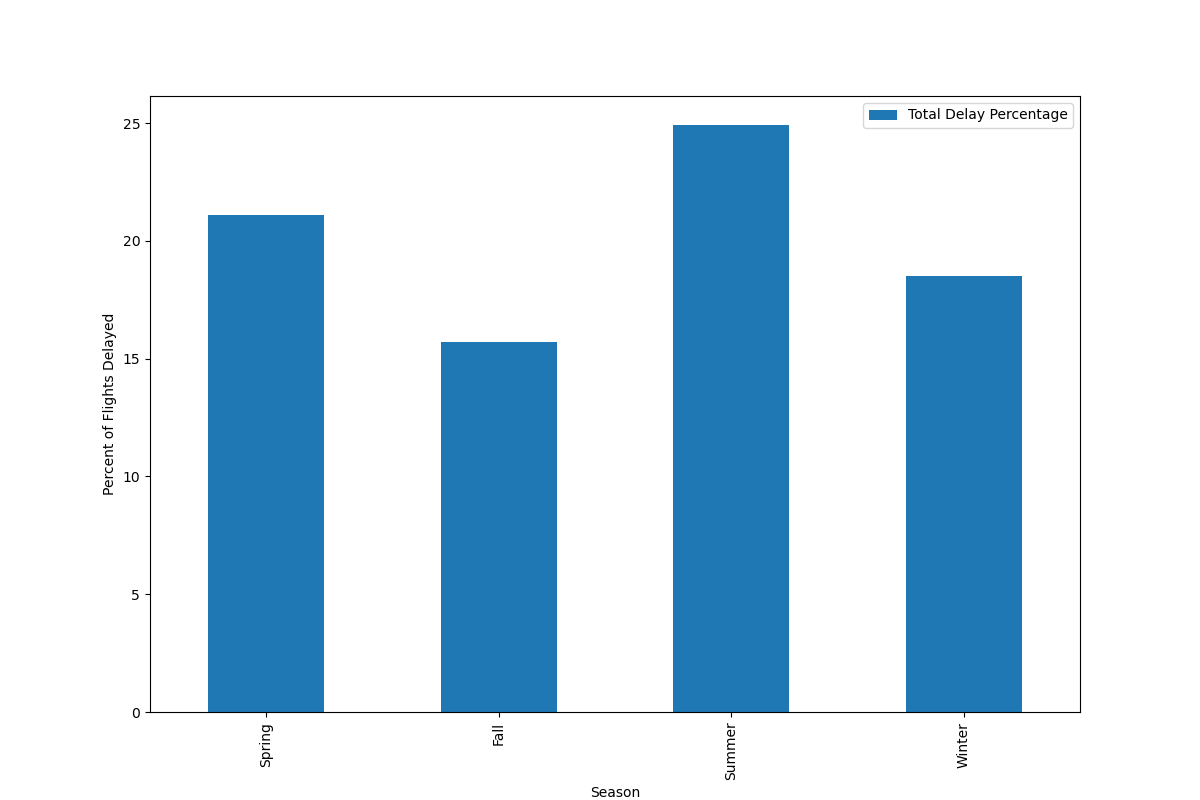 Total Delay Percentage
25
20
15
10
5
0
Percent of Flights Delayed
Spring
Fall
Summer
Winter
Season